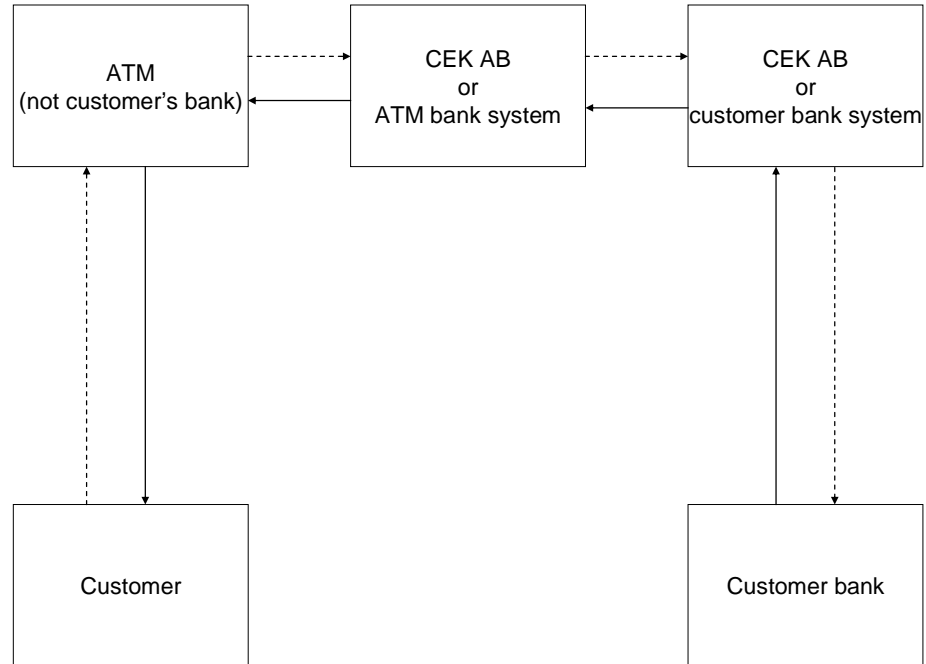 ATM
(not customer's bank)
CEK AB
or
ATM bank system
CEK AB
or
customer bank system
Customer
Customer bank